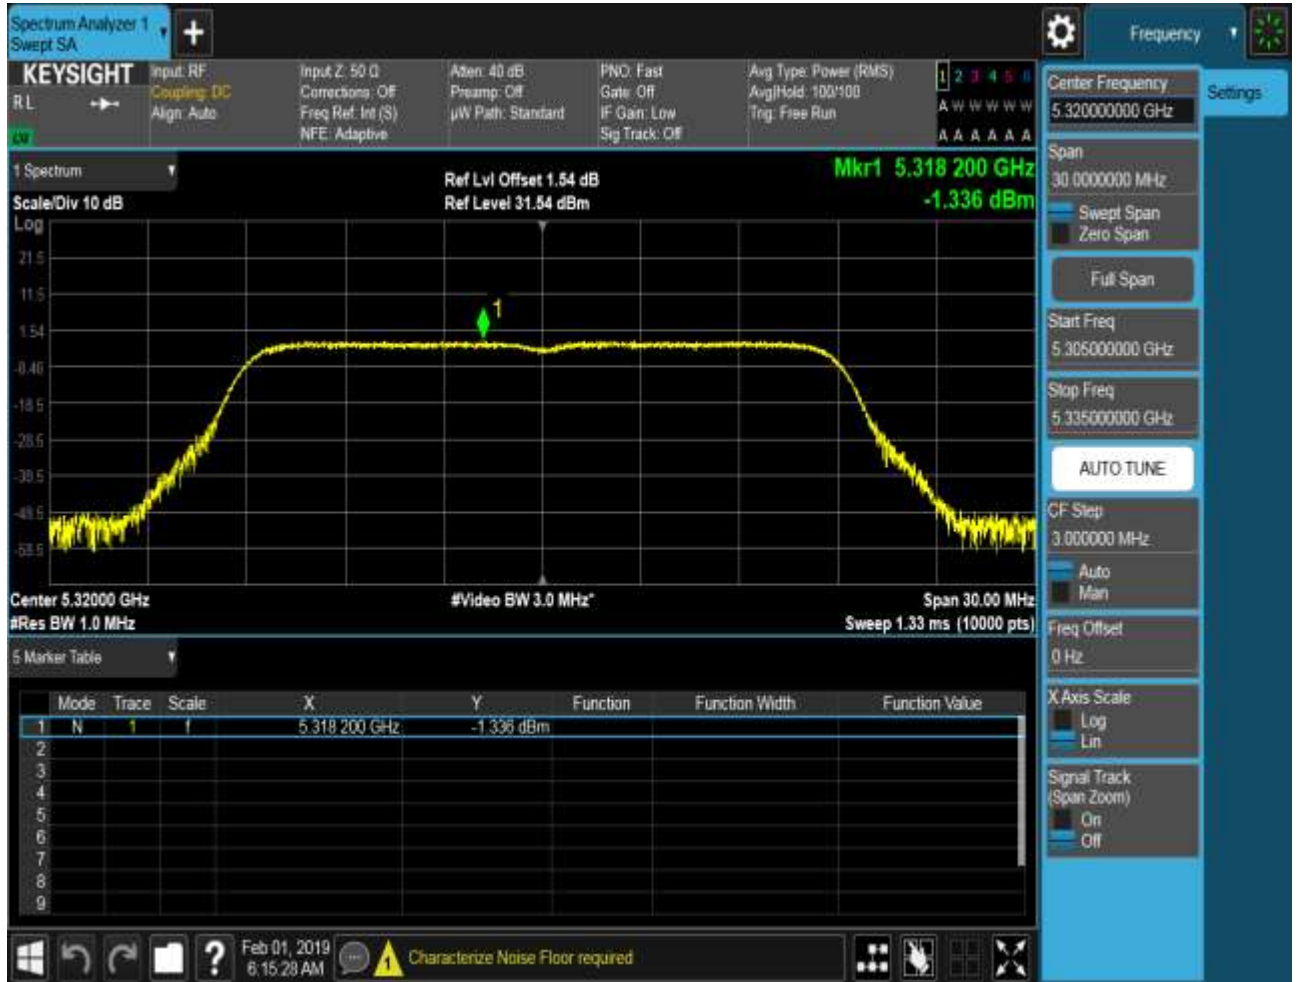 Spectrum Analyzer 1
Swept SA
+
Frequency
KEYSIGHT
RL
Input: RF
Coupling: DC
Align: Auto
Input Z: 50 Ω
Corrections: Off
Freq Ref: Int (S)
NFE: Adaptive
Atten: 40 dB
Preamp: Off
µW Path: Standard
PNO: Fast
Gate: Off
IF Gain: Low
Sig Track: Off
Avg Type: Power (RMS)
Avg|Hold: 100/100
Trig: Free Run
1 2 3 4 5 6
A W W W W W
A A A A A A
1 Spectrum
Scale/Div 10 dB
Log
Ref Lvl Offset 1.54 dB
Ref Level 31.54 dBm
Mkr1 5.318 200 GHz
-1.336 dBm
21.5
11.5
1.54
-8.46
-18.5
-28.5
-38.5
-48.5
-58.5
1
Center 5.32000 GHz
#Res BW 1.0 MHz
#Video BW 3.0 MHz*
Span 30.00 MHz
Sweep 1.33 ms (10000 pts)
5 Marker Table
Mode Trace Scale X Y Function Function Width Function Value
1 N 1 f 5.318 200 GHz -1.336 dBm
2
3
4
5
6
7
8
9
Feb 01, 2019
6:15:28 AM
?
1
Characterize Noise Floor required
Settings
Center Frequency
5.320000000 GHz
Span
30.0000000 MHz
Swept Span
Zero Span
Full Span
Start Freq
5.305000000 GHz
Stop Freq
5.335000000 GHz
AUTO TUNE
CF Step
3.000000 MHz
Auto
Man
Freq Offset
0 Hz
X Axis Scale
Log
Lin
Signal Track
(Span Zoom)
On
Off